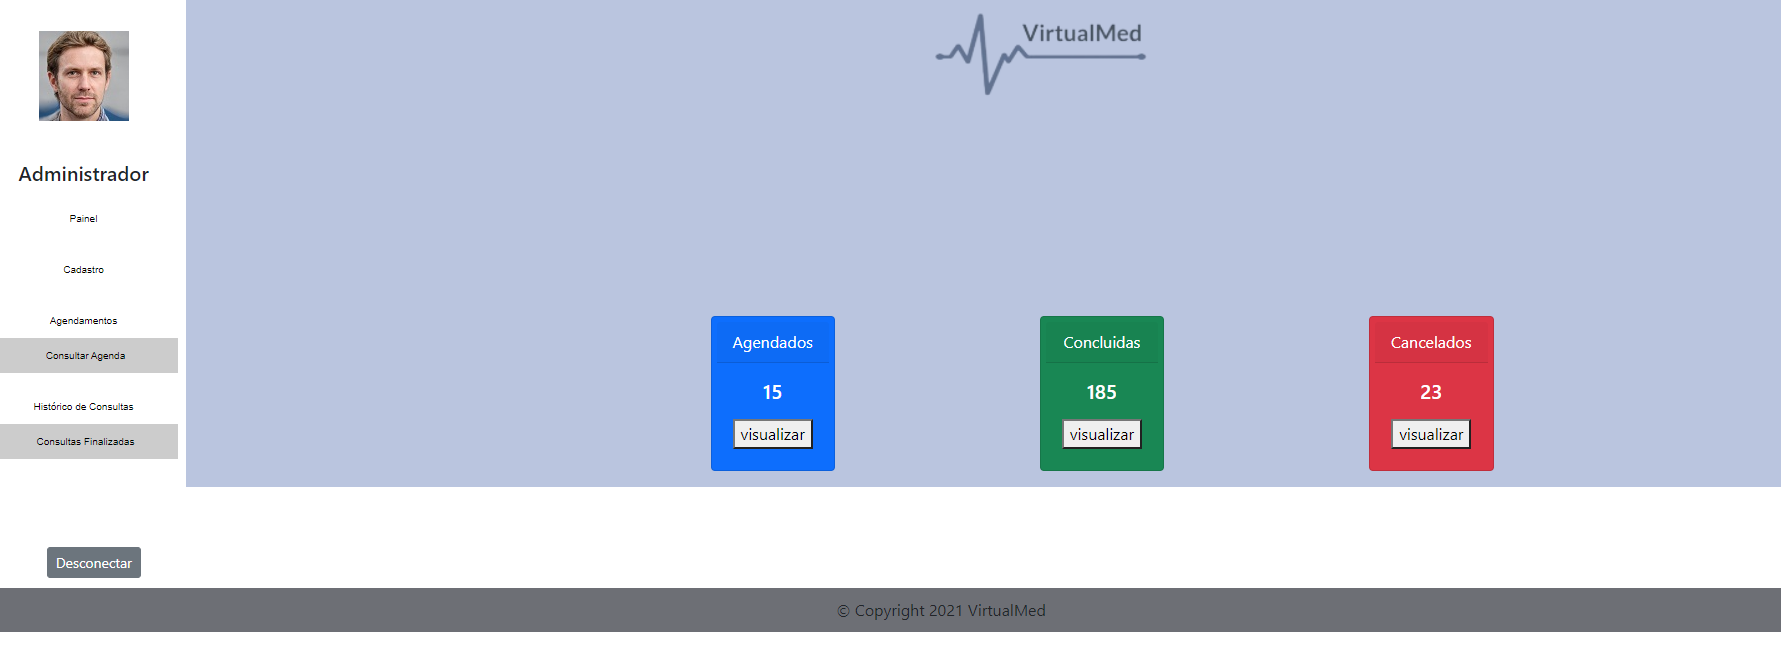 VirtualMed
Administrador
Painel
Cadastro
Agendamentos
Consultar Agenda
Histórico de Consultas
Consultas Finalizadas
Desconectar
Agendados
15
visualizar
Concluidas
185
visualizar
Cancelados
23
visualizar
© Copyright 2021 VirtualMed